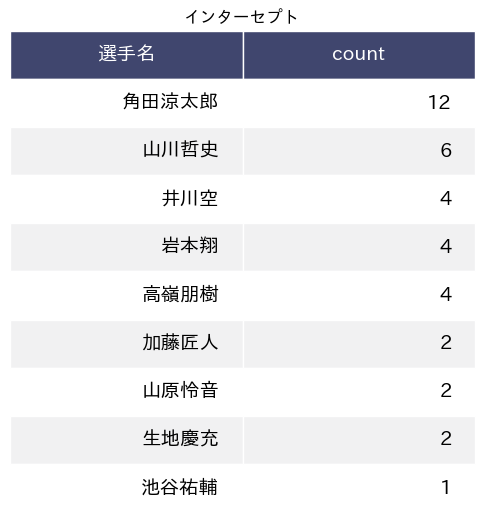 インターセプト
選手名 count
角田涼太郎 12
山川哲史 6
井川空 4
岩本翔 4
高嶺朋樹 4
加藤匠人 2
山原怜音 2
生地慶充 2
池谷祐輔 1